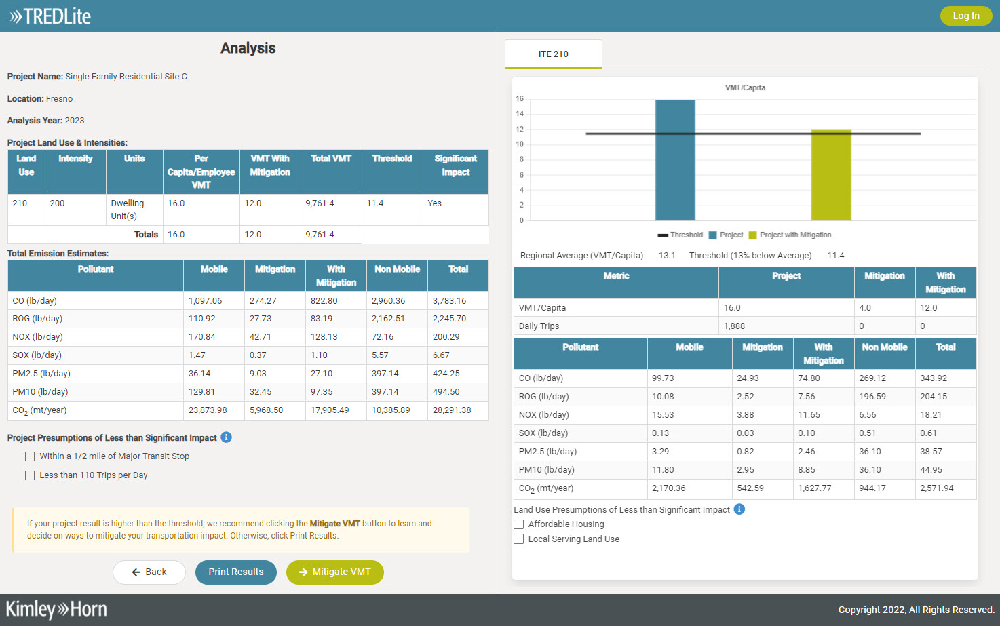 TREDLite
Log In
Analysis
Project Name: Single Family Residential Site C
Location: Fresno
Analysis Year: 2023
Project Land Use & Intensities:
Land Use Intensity Units Per Capita/Employee VMT VMT With Mitigation Total VMT Threshold Significant Impact
210 200 Dwelling Unit(s) 16.0 12.0 9,761.4 11.4 Yes
Totals 16.0 12.0 9,761.4
Total Emission Estimates:
Pollutant Mobile Mitigation With Mitigation Non Mobile Total
CO (lb/day) 1,097.06 274.27 822.80 2,960.36 3,783.16
ROG (lb/day) 110.92 27.73 83.19 2,162.51 2,245.70
NOX (lb/day) 170.84 42.71 128.13 72.16 200.29
SOX (lb/day) 1.47 0.37 1.10 5.57 6.67
PM2.5 (lb/day) 36.14 9.03 27.10 397.14 424.25
PM10 (lb/day) 129.81 32.45 97.35 397.14 494.50
CO2 (mt/year) 23,873.98 5,968.50 17,905.49 10,385.89 28,291.38
Project Presumptions of Less than Significant Impact i
Within a 1/2 mile of Major Transit Stop
Less than 110 Trips per Day
If your project result is higher than the threshold, we recommend clicking the Mitigate VMT button to learn and
decide on ways to mitigate your transportation impact. Otherwise, click Print Results.
Back
Print Results
Mitigate VMT
ITE 210
VMT/Capita
16
14
12
10
8
6
4
2
0
Threshold Project Project with Mitigation
Regional Average (VMT/Capita): 13.1 Threshold (13% below Average): 11.4
Metric Project Mitigation With Mitigation
VMT/Capita 16.0 4.0 12.0
Daily Trips 1,888 0 0
Pollutant Mobile Mitigation With Mitigation Non Mobile Total
CO (lb/day) 99.73 24.93 74.80 269.12 343.92
ROG (lb/day) 10.08 2.52 7.56 196.59 204.15
NOX (lb/day) 15.53 3.88 11.65 6.56 18.21
SOX (lb/day) 0.13 0.03 0.10 0.51 0.61
PM2.5 (lb/day) 3.29 0.82 2.46 36.10 38.57
PM10 (lb/day) 11.80 2.95 8.85 36.10 44.95
CO2 (mt/year) 2,170.36 542.59 1,627.77 944.17 2,571.94
Land Use Presumptions of Less than Significant Impact i
Affordable Housing
Local Serving Land Use
Kimley»Horn
Copyright 2022, All Rights Reserved.